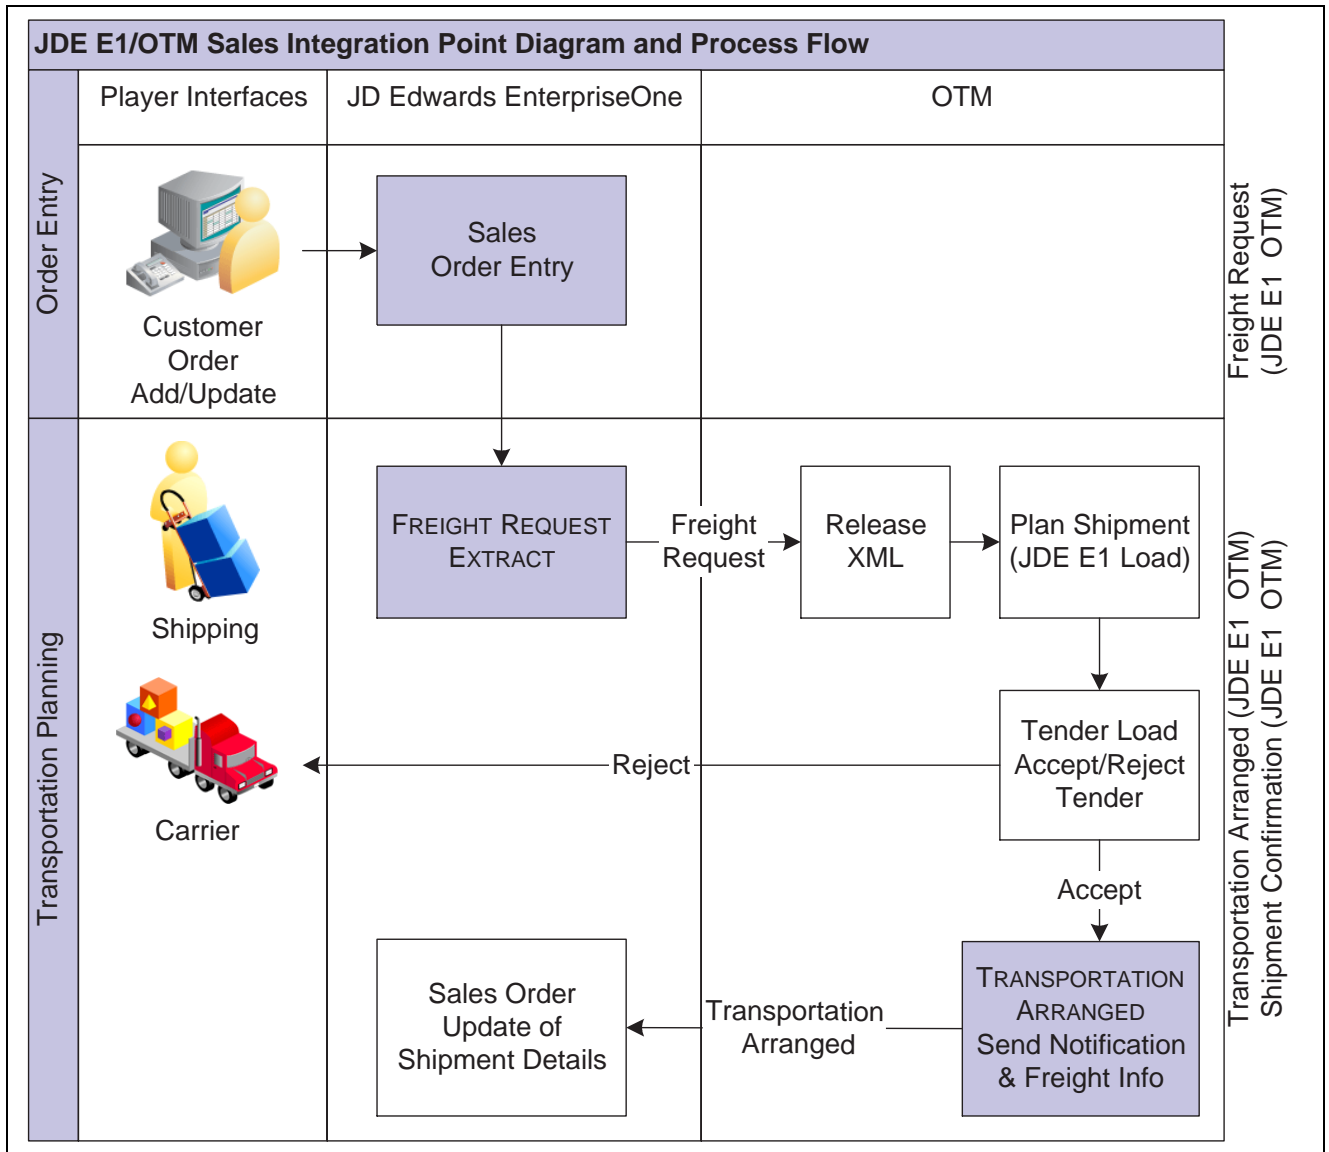 JDE E1/OTM Sales Integration Point Diagram and Process Flow
Player Interfaces
JD Edwards EnterpriseOne
OTM
Order Entry
Customer
Order
Add/Update
Sales
Order Entry
Freight Request
(JDE E1 OTM)
Transportation Planning
Shipping
Carrier
FREIGHT REQUEST
EXTRACT
Freight
Request
Release
XML
Plan Shipment
(JDE E1 Load)
Tender Load
Accept/Reject
Tender
Reject
Accept
TRANSPORTATION
ARRANGED
Send Notification
& Freight Info
Transportation
Arranged
Sales Order
Update of
Shipment Details
Transportation Arranged (JDE E1 OTM)
Shipment Confirmation (JDE E1 OTM)